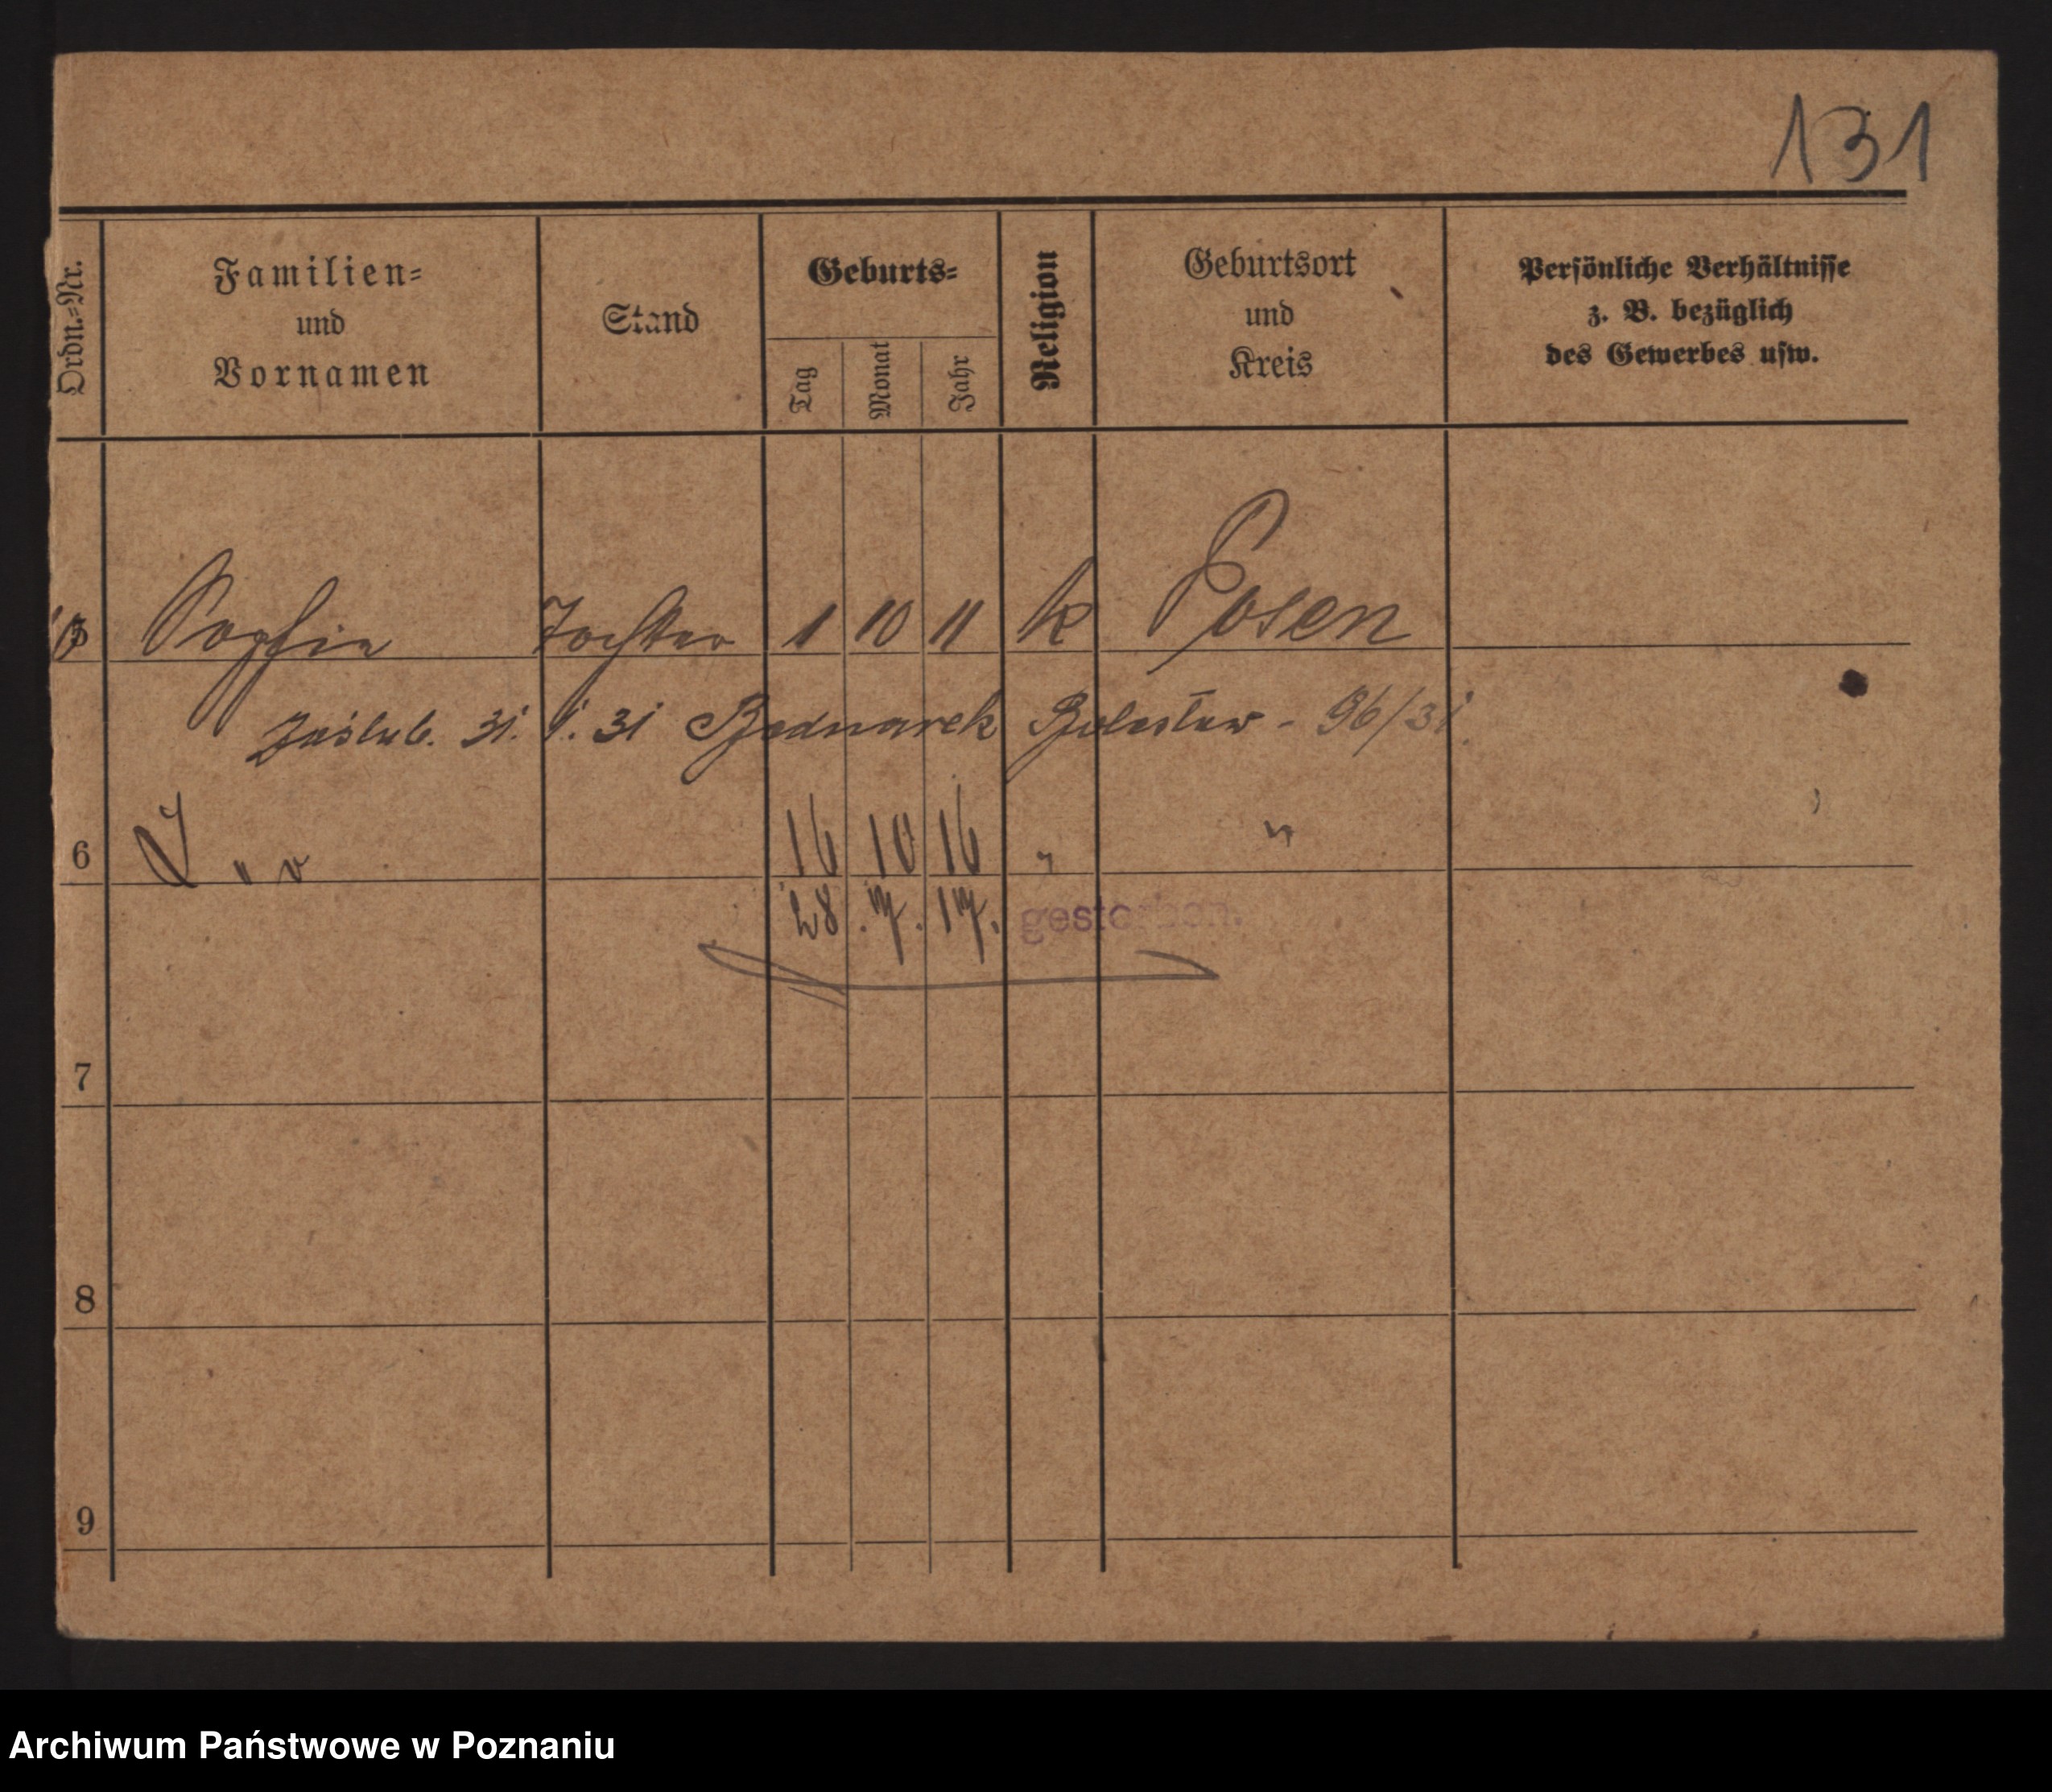 131
Ordn.-Nr.
Familien-
und
Vornamen
Stand
Geburts-
Tag
Monat
Jahr
Religion
Geburtsort
und
Kreis
Persönliche Verhältnisse
z. B. bezüglich
des Gewerbes usw.
Sophie Tochter 1 10 11 k Posen
Zaślub. 31. 1. 31 Bednarek Bolesław - 96/31.
6 16 10 16 " "
28. 7. 17. gestorben.
7
8
9
Archiwum Państwowe w Poznaniu